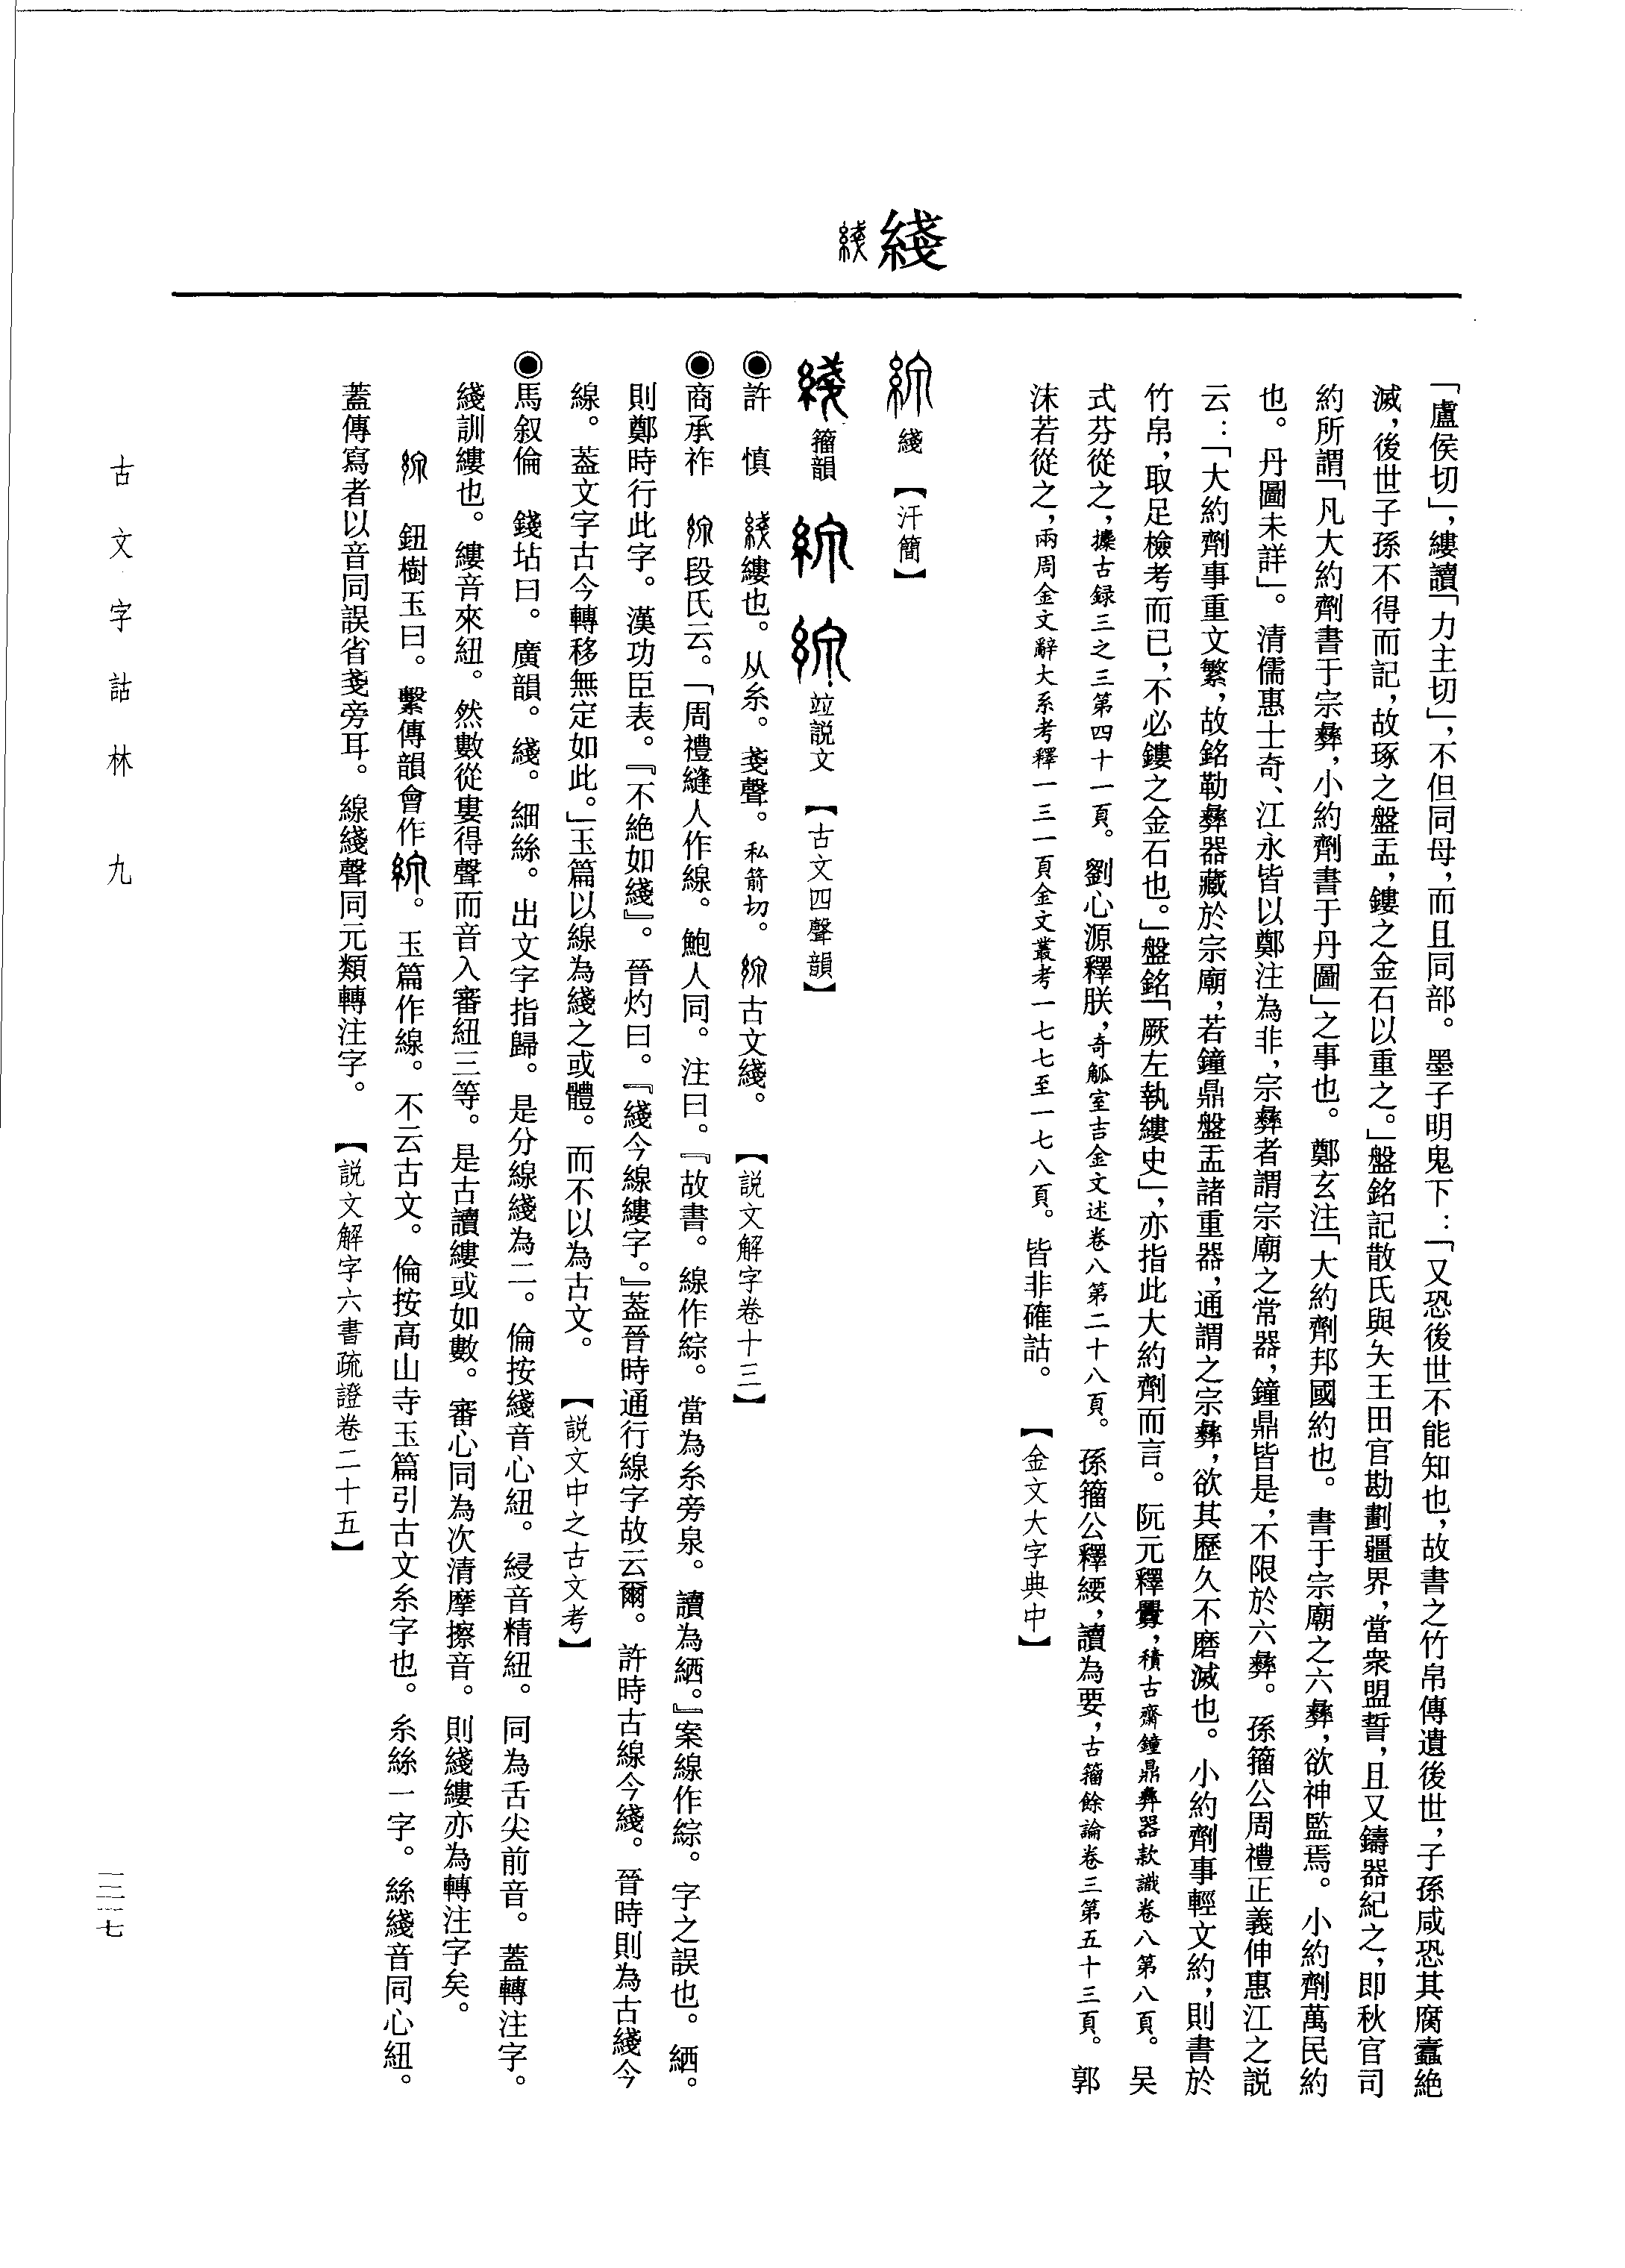 綫
「盧侯切」，縷讀「力主切」，不但同母，而且同部。墨子明鬼下：「又恐後世不能知也，故書之竹帛傳遺後世，子孫咸恐其腐蠹絶
滅，後世子孫不得而記，故琢之盤盂，鏤之金石以重之。」盤銘記散氏與夨王田官勘劃疆界，當衆盟誓，且又鑄器紀之，即秋官司
約所謂「凡大約劑書于宗彝，小約劑書于丹圖」之事也。鄭玄注「大約劑邦國約也。書于宗廟之六彝，欲神監焉。小約劑萬民約
也。丹圖未詳」。清儒惠士奇、江永皆以鄭注為非，宗彝者謂宗廟之常器，鐘鼎皆是，不限於六彝。孫籀公周禮正義伸惠江之説
云：「大約劑事重文繁，故銘勒彝器藏於宗廟，若鐘鼎盤盂諸重器，通謂之宗彝，欲其歷久不磨滅也。小約劑事輕文約，則書於
竹帛，取足檢考而已，不必鏤之金石也。」盤銘「厥左執縷史」，亦指此大約劑而言。阮元釋，積古齋鐘鼎彝器款識卷八第八頁。吴
式芬從之，攈古録三之三第四十一頁。劉心源釋朕，奇觚室吉金文述卷八第二十八頁。孫籀公釋纓，讀為要，古籀餘論卷三第五十三頁。郭
沫若從之，兩周金文辭大系考釋一三一頁金文叢考一七七至一七八頁。皆非確詁。【金文大字典中】
綫【汗簡】
籀韻 竝説文【古文四聲韻】
◉許　慎　綫縷也。从糸。戔聲。私箭切。線古文綫。【説文解字卷十三】
◉商承祚　線段氏云。「周禮縫人作線。鮑人同。注曰。『故書。線作綜。當為糸旁泉。讀為綫。』案線作綜。字之誤也。綫。
則鄭時行此字。漢功臣表。『不絶如綫』。晉灼曰。『綫今線縷字。』葢晉時通行線字故云爾。許時古線今綫。晉時則為古綫今
線。葢文字古今轉移無定如此。」玉篇以線為綫之或體。而不以為古文。【説文中之古文考】
◉馬叙倫　錢坫曰。廣韻。綫。細絲。出文字指歸。是分線綫為二。倫按綫音心紐。綅音精紐。同為舌尖前音。蓋轉注字。
綫訓縷也。縷音來紐。然數從婁得聲而音入審紐三等。是古讀縷或如數。審心同為次清摩擦音。則綫縷亦為轉注字矣。
線　鈕樹玉曰。繫傳韻會作線。玉篇作線。不云古文。倫按高山寺玉篇引古文糸字也。糸絲一字。絲綫音同心紐。
蓋傳寫者以音同誤省戔旁耳。線綫聲同元類轉注字。【説文解字六書疏證卷二十五】
古文字詁林　九
一二二七